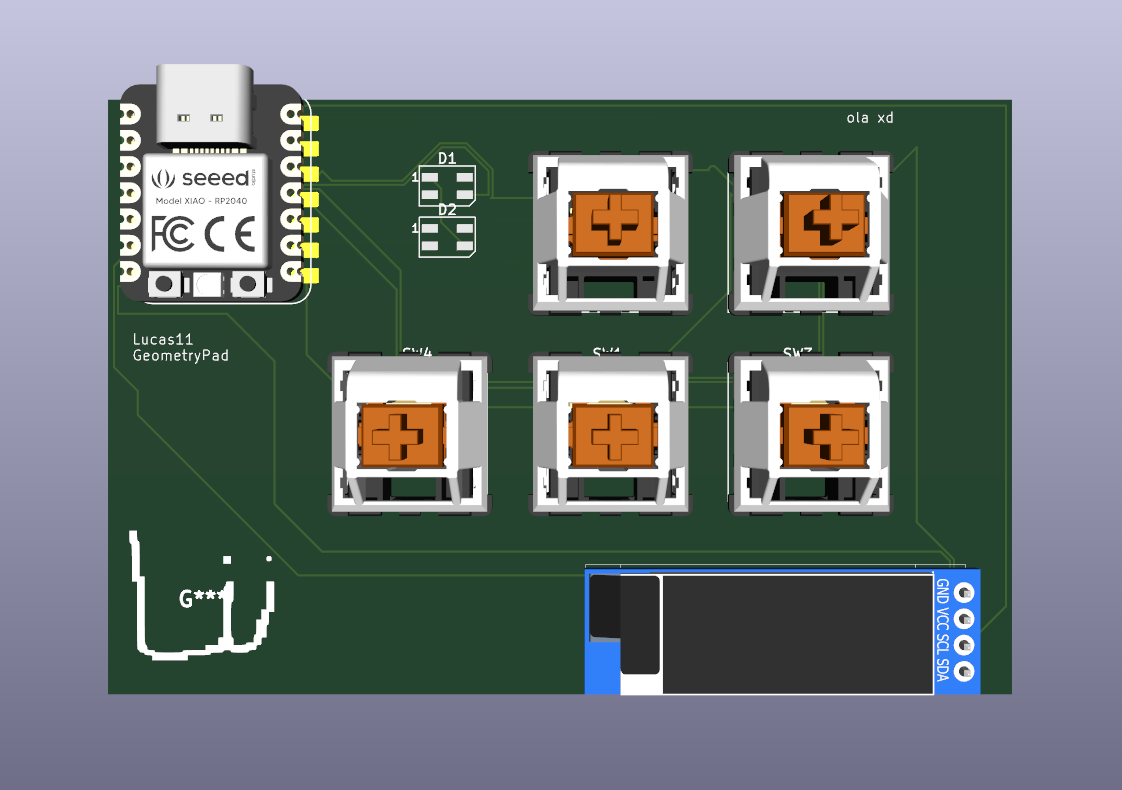 ola xd
D1
1
seeed
Model XIAO - RP2040
FC CE
D2
1
Lucas11
GeometryPad
SW4
SW1
G***
GND VCC SCL SDA